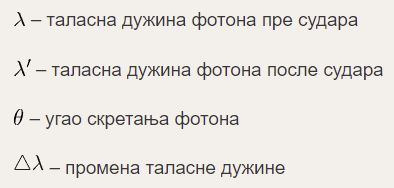 λ – таласна дужина фотона пре судара
λ′ – таласна дужина фотона после судара
θ – угао скретања фотона
△λ – промена таласне дужине